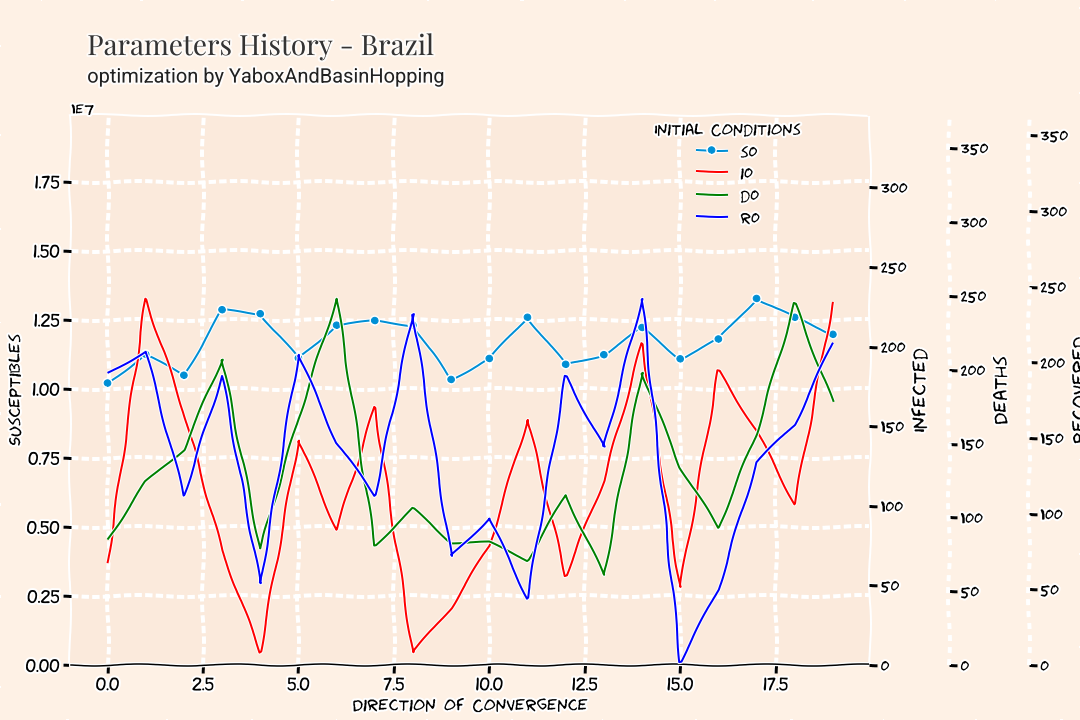 Parameters History - Brazil
optimization by YaboxAndBasinHopping
1E7
INITIAL CONDITIONS
S0
I0
D0
R0
1.75
1.50
1.25
1.00
0.75
0.50
0.25
0.00
SUSCEPTIBLES
0.0 2.5 5.0 7.5 10.0 12.5 15.0 17.5
DIRECTION OF CONVERGENCE
300
250
200
150
100
50
0
INFECTED
350
300
250
200
150
100
50
0
DEATHS
350
300
250
200
150
100
50
0
RECOVERED